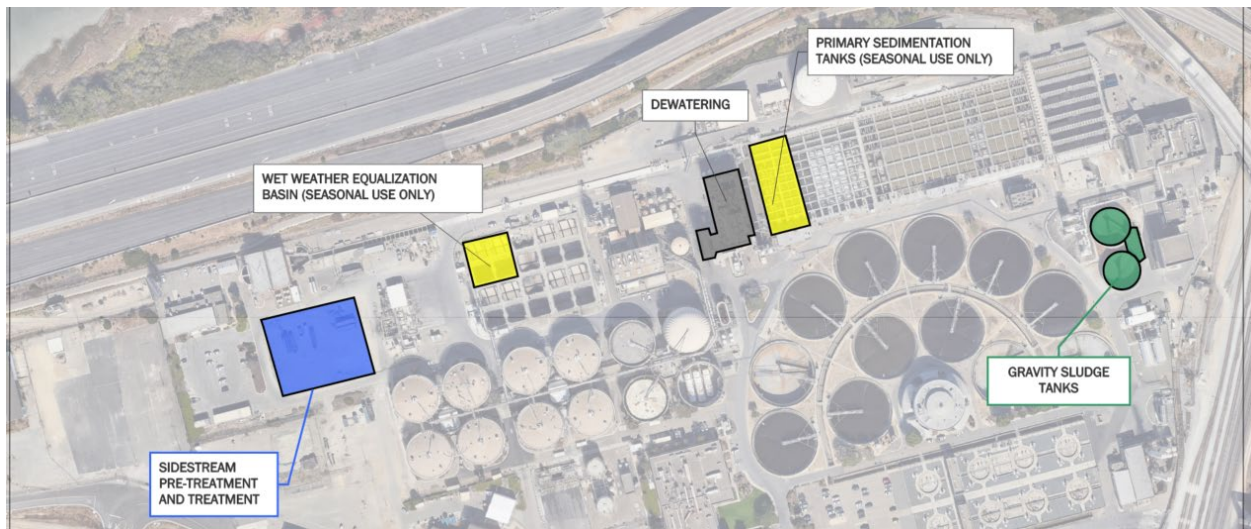 PRIMARY SEDIMENTATION
TANKS (SEASONAL USE ONLY)
DEWATERING
WET WEATHER EQUALIZATION
BASIN (SEASONAL USE ONLY)
GRAVITY SLUDGE
TANKS
SIDESTREAM
PRE-TREATMENT
AND TREATMENT